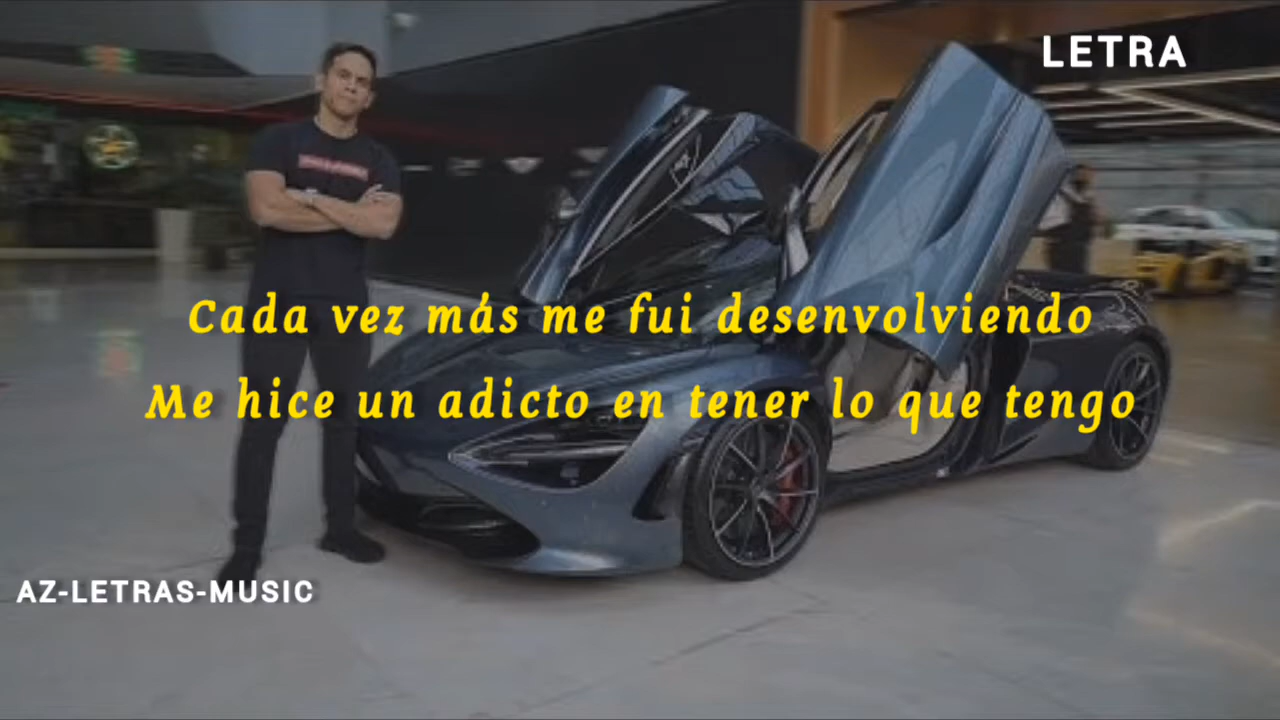 LETRA
Cada vez más me fui desenvolviendo
Me hice un adicto en tener lo que tengo
AZ-LETRAS-MUSIC